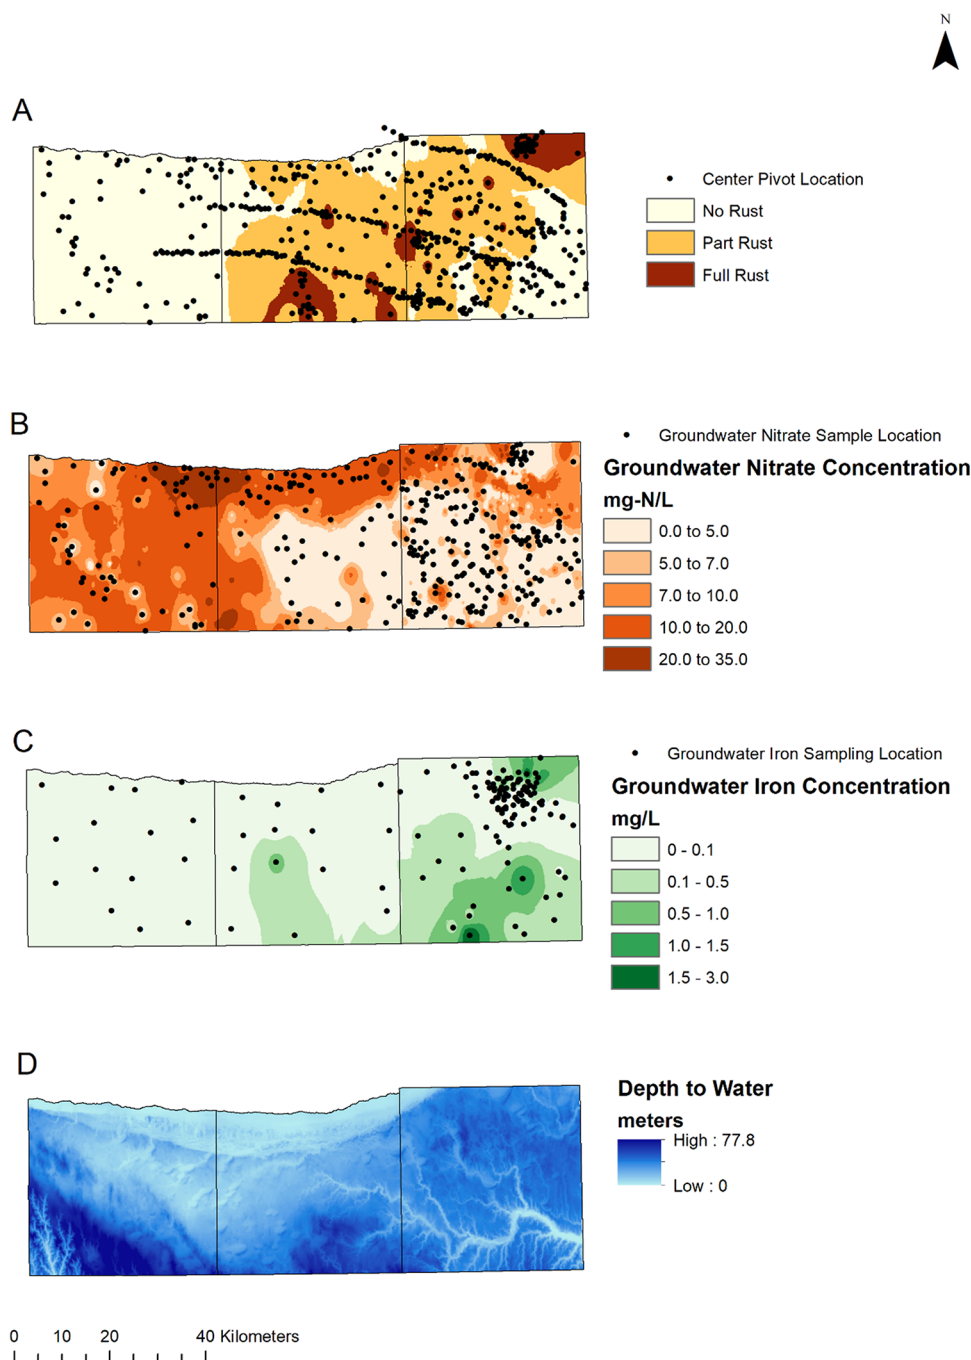 N
A
Center Pivot Location
No Rust
Part Rust
Full Rust
B
Groundwater Nitrate Sample Location
Groundwater Nitrate Concentration
mg-N/L
0.0 to 5.0
5.0 to 7.0
7.0 to 10.0
10.0 to 20.0
20.0 to 35.0
C
Groundwater Iron Sampling Location
Groundwater Iron Concentration
mg/L
0 - 0.1
0.1 - 0.5
0.5 - 1.0
1.0 - 1.5
1.5 - 3.0
D
Depth to Water
meters
High : 77.8
Low : 0
0 10 20 40 Kilometers